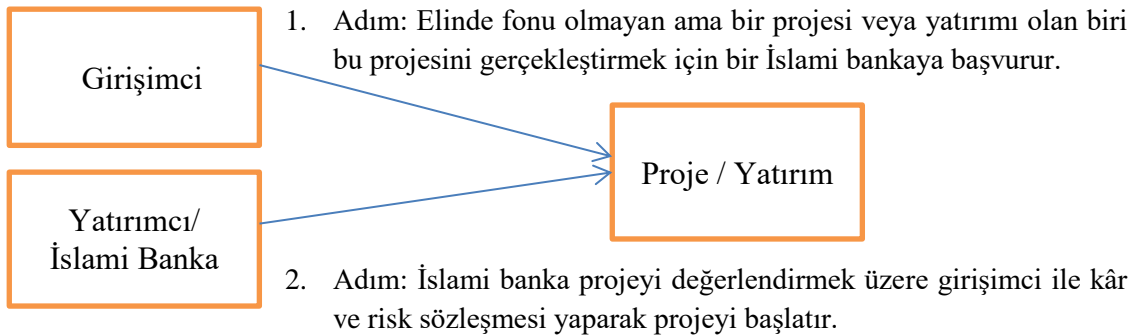 1. Adım: Elinde fonu olmayan ama bir projesi veya yatırımı olan biri
bu projesini gerçekleştirmek için bir İslami bankaya başvurur.
Girişimci
Proje / Yatırım
Yatırımcı/
İslami Banka
2. Adım: İslami banka projeyi değerlendirmek üzere girişimci ile kâr
ve risk sözleşmesi yaparak projeyi başlatır.